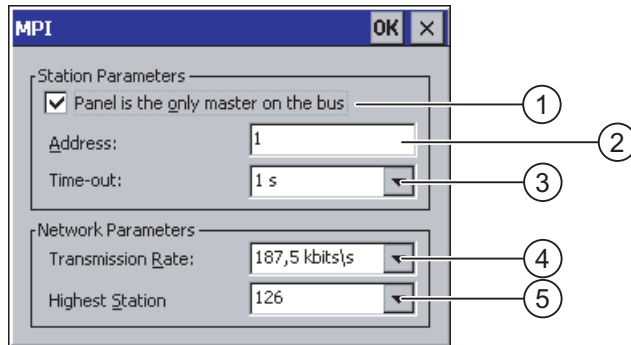 MPI OK ×
Station Parameters
Panel is the only master on the bus 1
Address: 1 2
Time-out: 1 s 3
Network Parameters
Transmission Rate: 187,5 kbits\s 4
Highest Station 126 5